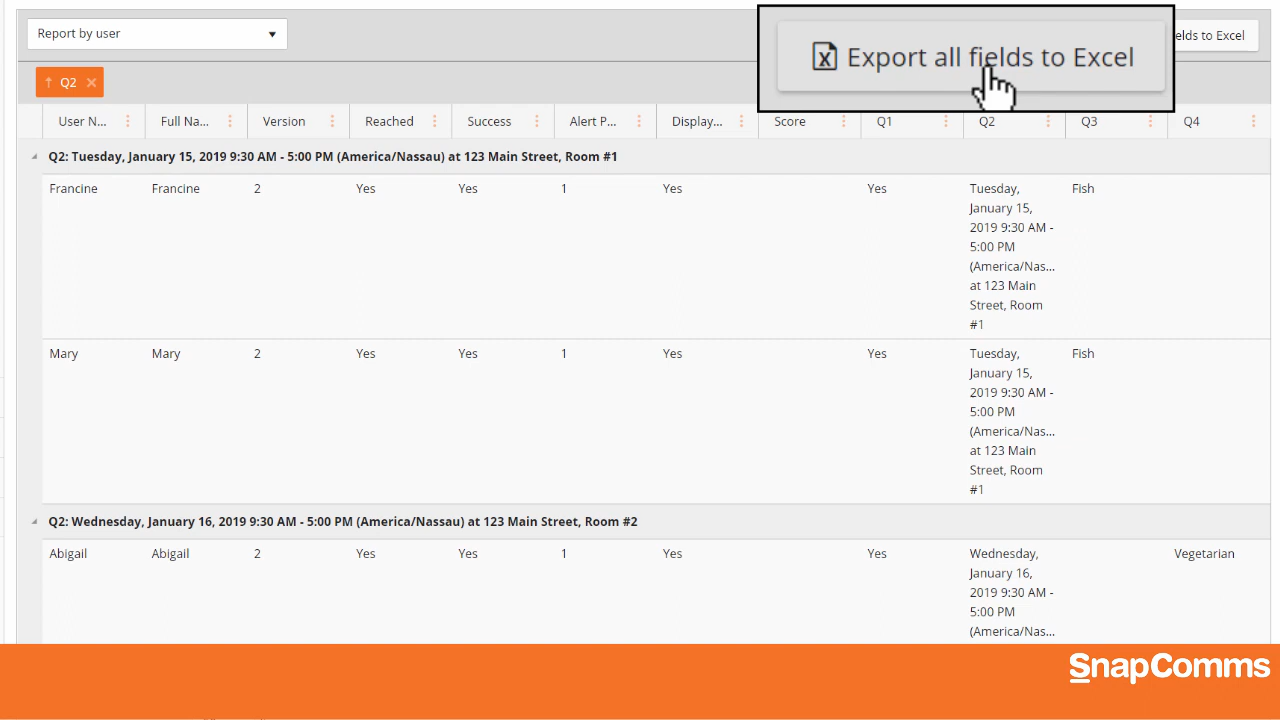 Report by user
Export all fields to Excel
elds to Excel
↑ Q2 ×
User N... Full Na... Version Reached Success Alert P... Display... Score Q1 Q2 Q3 Q4
Q2: Tuesday, January 15, 2019 9:30 AM - 5:00 PM (America/Nassau) at 123 Main Street, Room #1
Francine Francine 2 Yes Yes 1 Yes Yes Tuesday, Fish
January 15,
2019 9:30 AM -
5:00 PM
(America/Nas...
at 123 Main
Street, Room
#1
Mary Mary 2 Yes Yes 1 Yes Yes Tuesday, Fish
January 15,
2019 9:30 AM -
5:00 PM
(America/Nas...
at 123 Main
Street, Room
#1
Q2: Wednesday, January 16, 2019 9:30 AM - 5:00 PM (America/Nassau) at 123 Main Street, Room #2
Abigail Abigail 2 Yes Yes 1 Yes Yes Wednesday, Vegetarian
January 16,
2019 9:30 AM -
5:00 PM
(America/Nas...
SnapComms